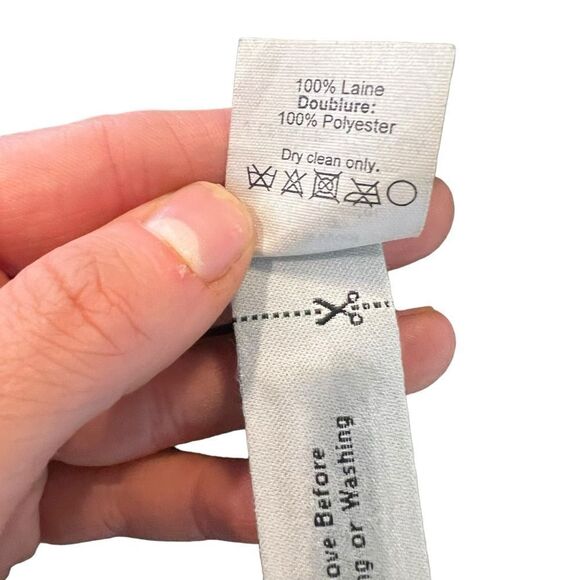 100% Laine
Doublure:
100% Polyester
Dry clean only.
Before
or Washing